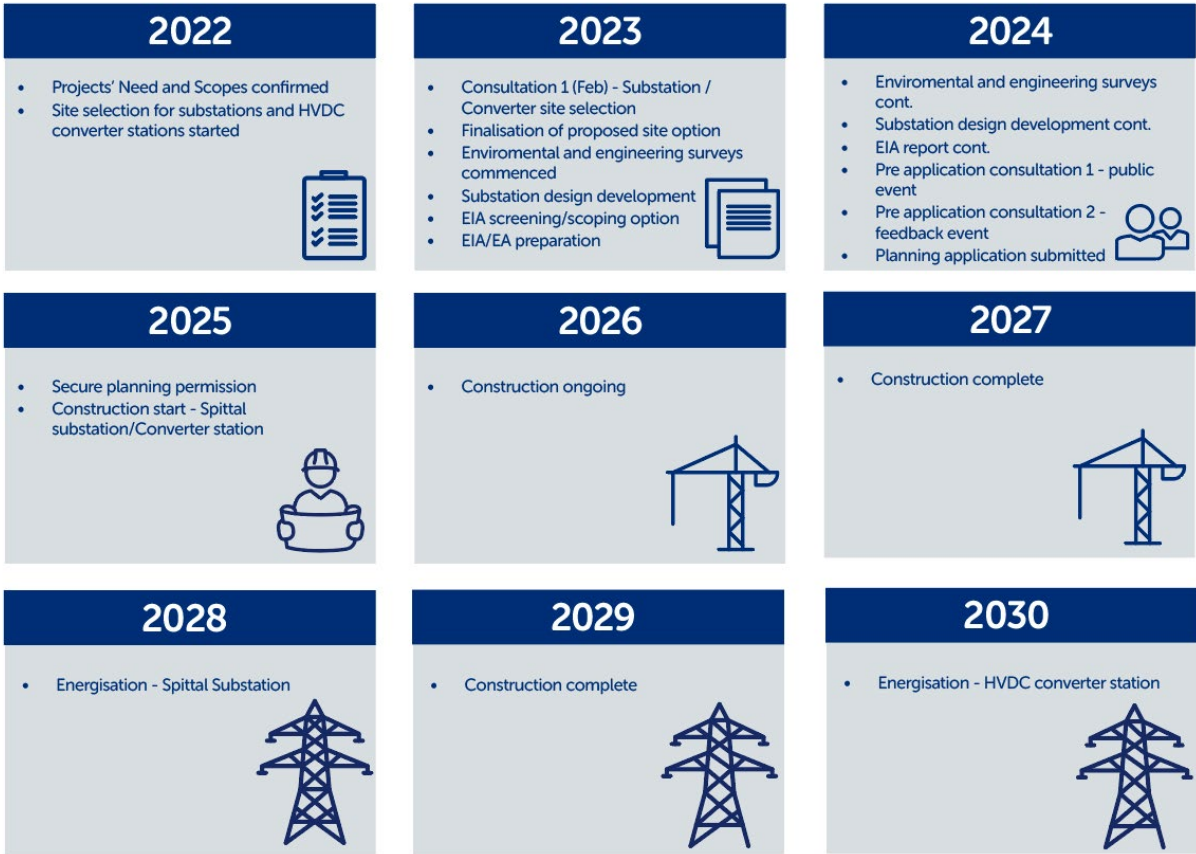 2022
• Projects' Need and Scopes confirmed
• Site selection for substations and HVDC
converter stations started
2023
• Consultation 1 (Feb) - Substation /
Converter site selection
• Finalisation of proposed site option
• Enviromental and engineering surveys
commenced
• Substation design development
• EIA screening/scoping option
• EIA/EA preparation
2024
• Enviromental and engineering surveys
cont.
• Substation design development cont.
• EIA report cont.
• Pre application consultation 1 - public
event
• Pre application consultation 2 -
feedback event
• Planning application submitted
2025
• Secure planning permission
• Construction start - Spittal
substation/Converter station
2026
• Construction ongoing
2027
• Construction complete
2028
• Energisation - Spittal Substation
2029
• Construction complete
2030
• Energisation - HVDC converter station